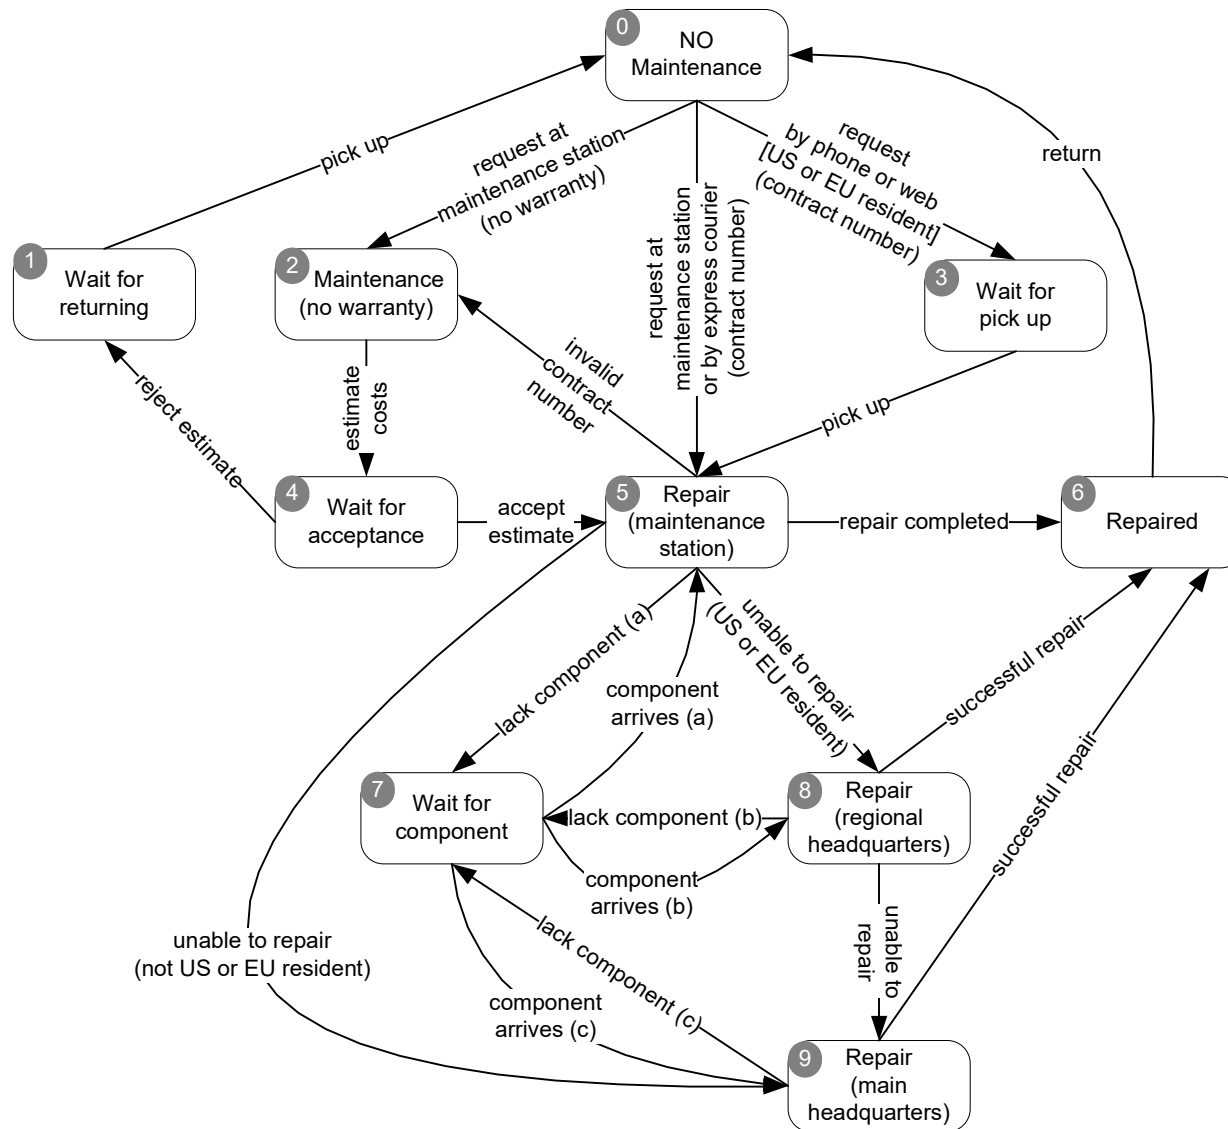 0
NO
Maintenance
pick up
request at
maintenance station
(no warranty)
request at
maintenance station
or by express courier
(contract number)
request
by phone or web
[US or EU resident]
(contract number)
return
1
Wait for
returning
2
Maintenance
(no warranty)
3
Wait for
pick up
reject estimate
estimate
costs
invalid
contract
number
pick up
4
Wait for
acceptance
accept
estimate
5
Repair
(maintenance
station)
repair completed
6
Repaired
lack component (a)
component
arrives (a)
unable to repair
(US or EU resident)
successful repair
successful repair
7
Wait for
component
lack component (b)
component
arrives (b)
8
Repair
(regional
headquarters)
unable to repair
(not US or EU resident)
component
arrives (c)
lack component (c)
unable to
repair
9
Repair
(main
headquarters)